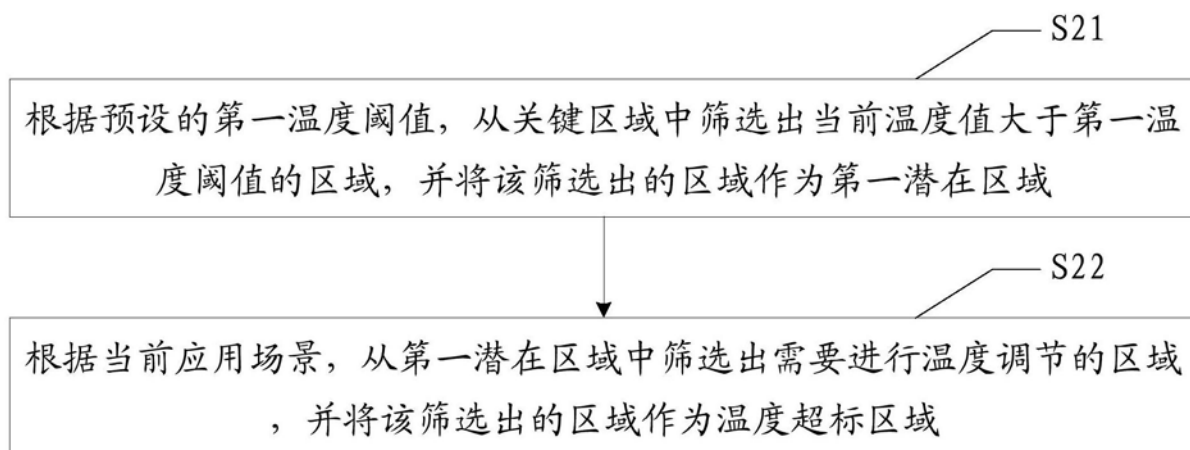 S21
根据预设的第一温度阈值，从关键区域中筛选出当前温度值大于第一温
度阈值的区域，并将该筛选出的区域作为第一潜在区域
S22
根据当前应用场景，从第一潜在区域中筛选出需要进行温度调节的区域
，并将该筛选出的区域作为温度超标区域